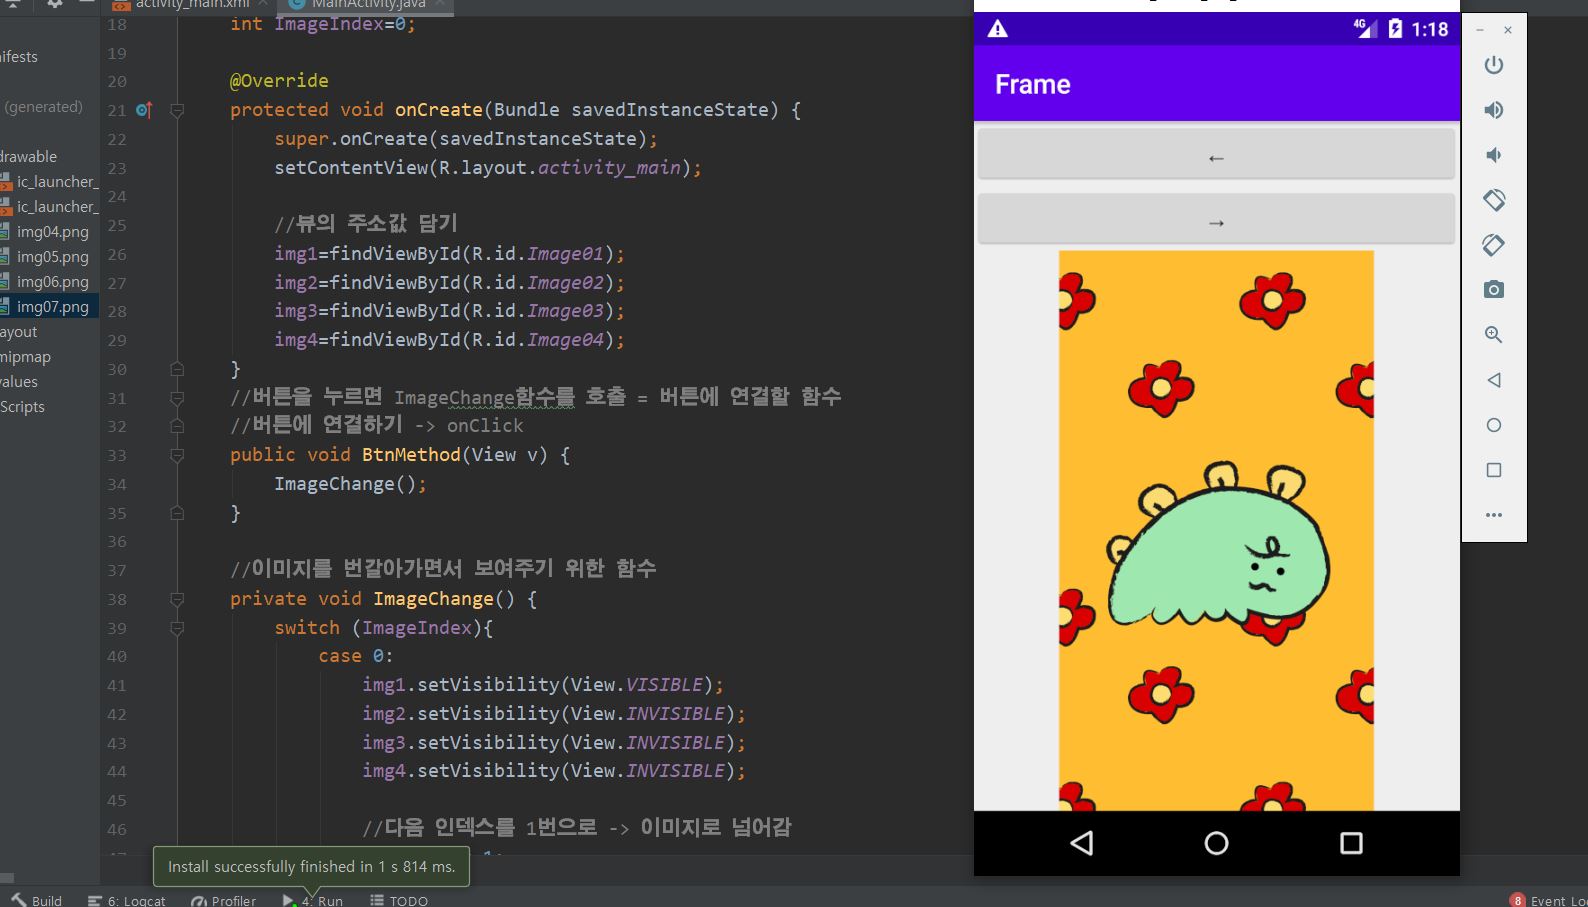 activity_main.xml
MainActivity.java
18 int ImageIndex=0;
19
20 @Override
21 protected void onCreate(Bundle savedInstanceState) {
22 super.onCreate(savedInstanceState);
23 setContentView(R.layout.activity_main);
24
25 //뷰의 주소값 담기
26 img1=findViewById(R.id.Image01);
27 img2=findViewById(R.id.Image02);
28 img3=findViewById(R.id.Image03);
29 img4=findViewById(R.id.Image04);
30 }
31 //버튼을 누르면 ImageChange함수를 호출 = 버튼에 연결할 함수
32 //버튼에 연결하기 -> onClick
33 public void BtnMethod(View v) {
34 ImageChange();
35 }
36
37 //이미지를 번갈아가면서 보여주기 위한 함수
38 private void ImageChange() {
39 switch (ImageIndex){
40 case 0:
41 img1.setVisibility(View.VISIBLE);
42 img2.setVisibility(View.INVISIBLE);
43 img3.setVisibility(View.INVISIBLE);
44 img4.setVisibility(View.INVISIBLE);
45
46 //다옴 인덱스를 1번으로 -> 이미지로 넘어감
1;
ifests
(generated)
drawable
ic_launcher_
ic_launcher_
img04.png
img05.png
img06.png
img07.png
ayout
mipmap
values
Scripts
Install successfully finished in 1 s 814 ms.
Build
6: Logcat
Profiler
4: Run
TODO
8 Event Lo
4G 1:18
Frame
←
→